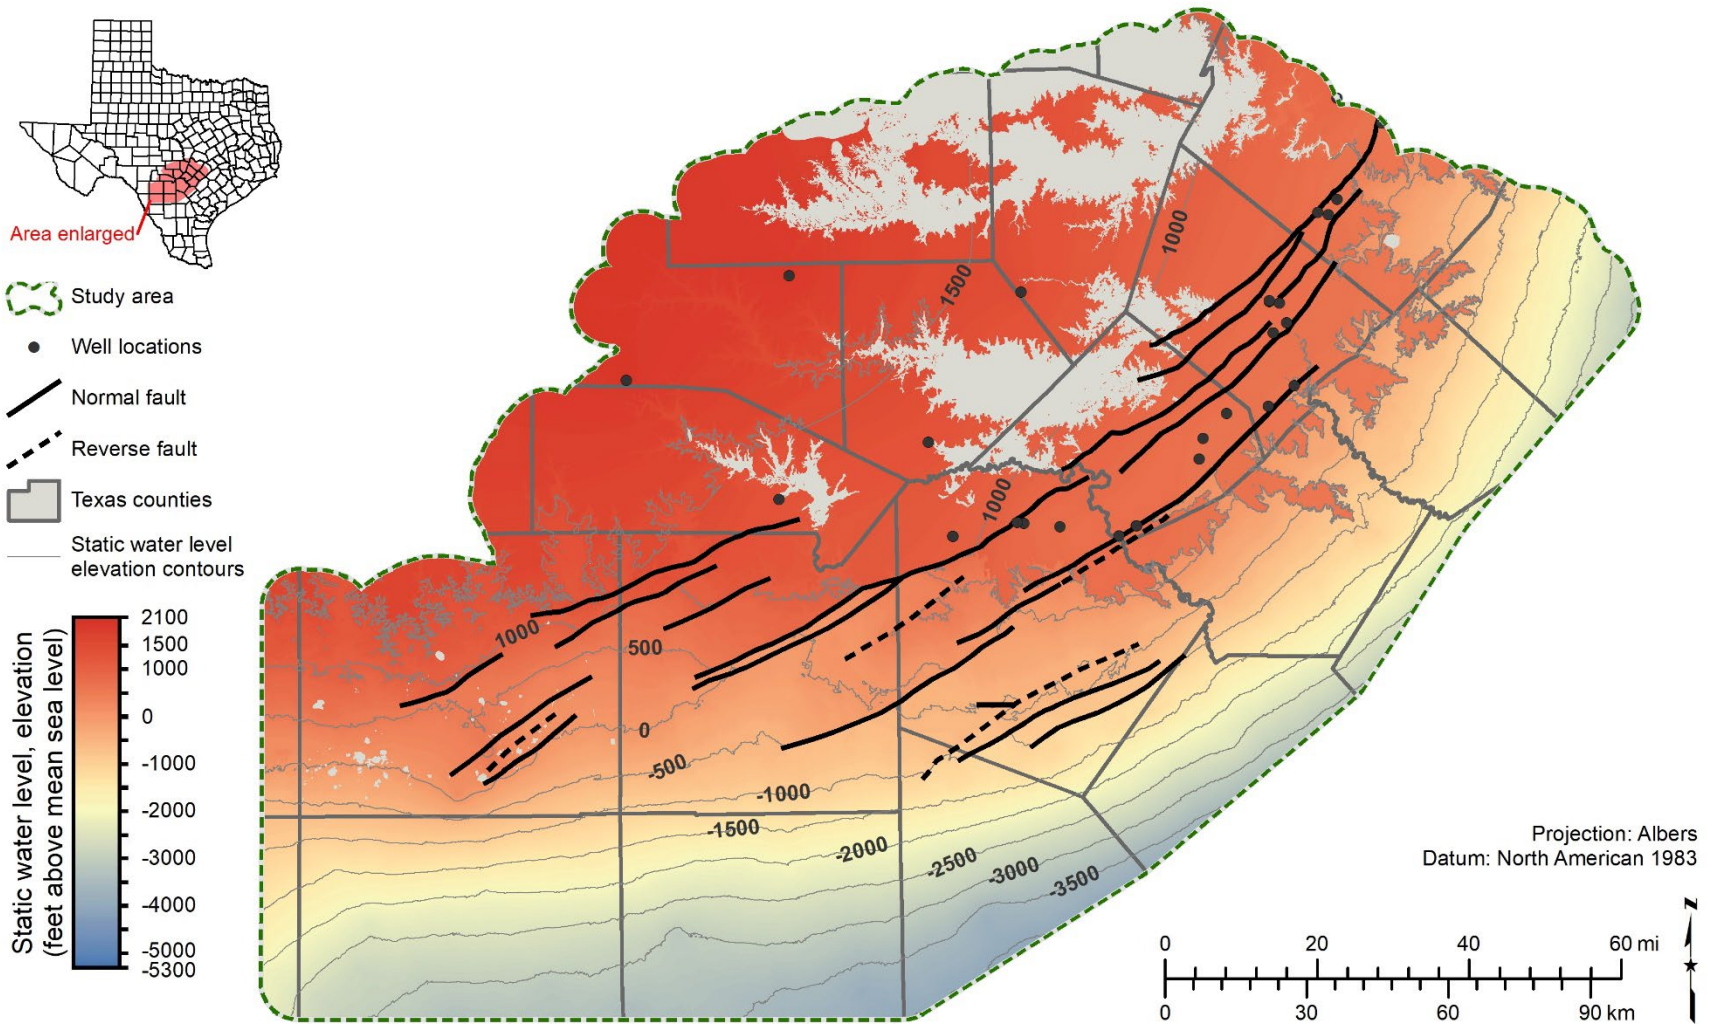 Area enlarged
Study area
Well locations
Normal fault
Reverse fault
Texas counties
Static water level
elevation contours
Static water level, elevation
(feet above mean sea level)
2100
1500
1000
0
-1000
-2000
-3000
-4000
-5000
-5300
1000
1500
1000
1000
500
0
-500
-1000
-1500
-2000
-2500
-3000
-3500
Projection: Albers
Datum: North American 1983
N
0 20 40 60 mi
0 30 60 90 km